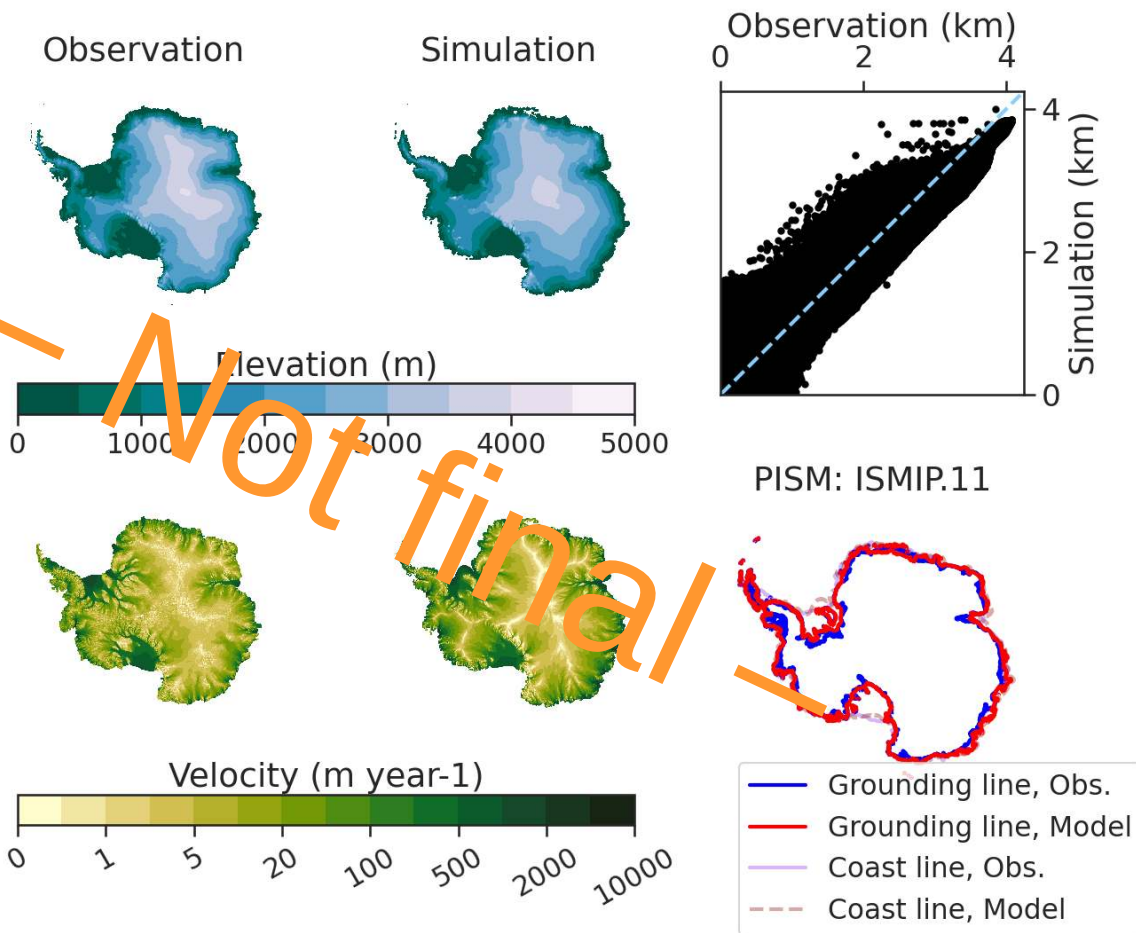 Observation
Simulation
Observation (km)
0 2 4
4
2
0
Simulation (km)
Elevation (m)
0 1000 2000 3000 4000 5000
– Not final –
PISM: ISMIP.11
Velocity (m year-1)
0 1 5 20 100 500 2000 10000
Grounding line, Obs.
Grounding line, Model
Coast line, Obs.
Coast line, Model